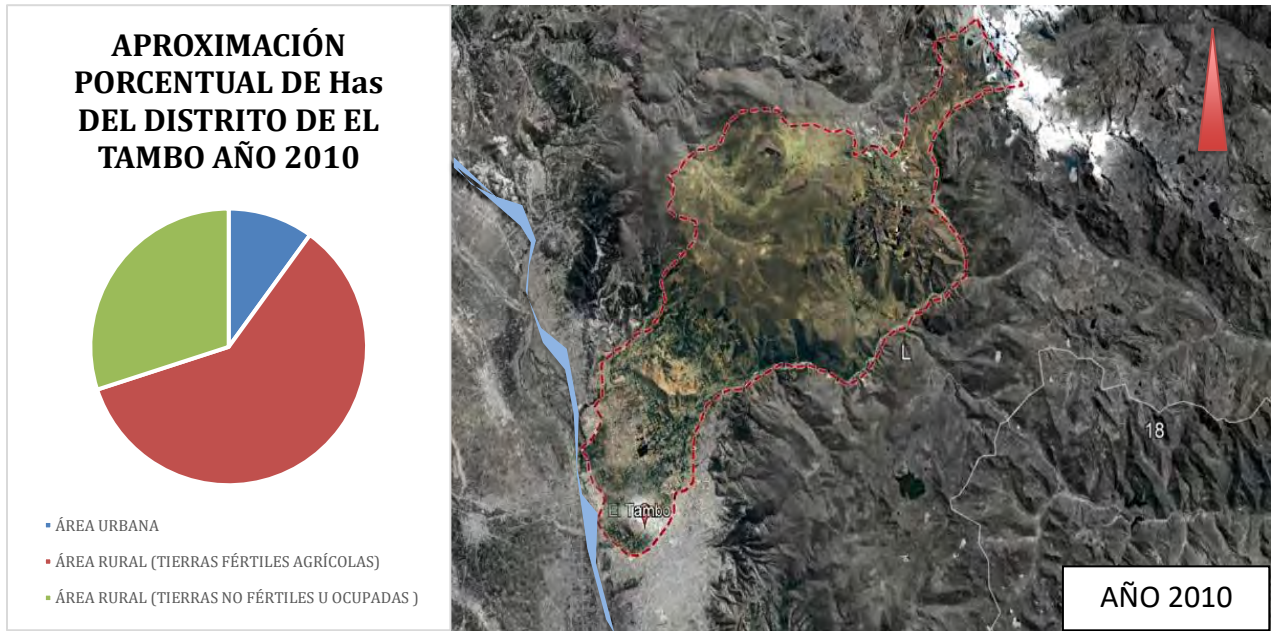 APROXIMACIÓN
PORCENTUAL DE Has
DEL DISTRITO DE EL
TAMBO AÑO 2010
ÁREA URBANA
ÁREA RURAL (TIERRAS FÉRTILES AGRÍCOLAS)
ÁREA RURAL (TIERRAS NO FÉRTILES U OCUPADAS )
L
18
El Tambo
AÑO 2010